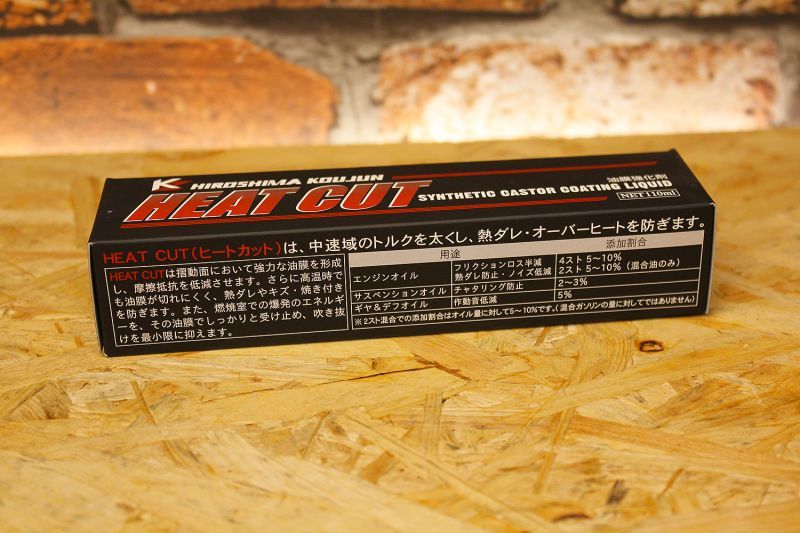 K HIROSHIMA KOUJUN
油膜強化剤
HEAT CUT SYNTHETIC CASTOR COATING LIQUID
NET110ml
HEAT CUT(ヒートカット)は、中速域のトルクを太くし、熱ダレ・オーバーヒートを防ぎます。
HEAT CUTは摺動面において強力な油膜を形成
し、摩擦抵抗を低減させます。さらに高温時で
も油膜が切れにくく、熱ダレやキズ・焼き付き
を防ぎます。また、燃焼室での爆発のエネルギ
ーを、その油膜でしっかりと受け止め、吹き抜
けを最小限に抑えます。
用途 添加割合
エンジンオイル フリクションロス半減 4スト 5〜10%
熱ダレ防止・ノイズ低減 2スト 5〜10%(混合油のみ)
サスペンションオイル チャタリング防止 2〜3%
ギヤ&デフオイル 作動音低減 5%
※2スト混合での添加割合はオイル量に対して5〜10%です。(混合ガソリンの量に対してではありません)